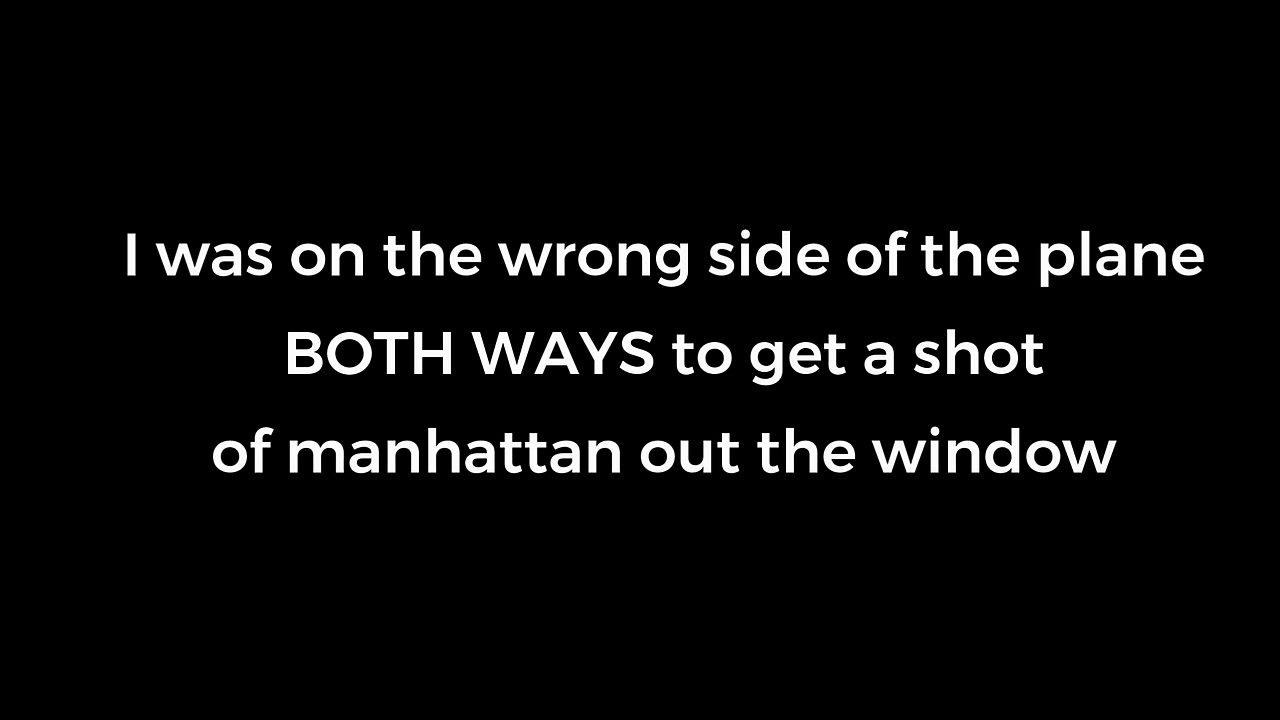 I was on the wrong side of the plane
BOTH WAYS to get a shot
of manhattan out the window